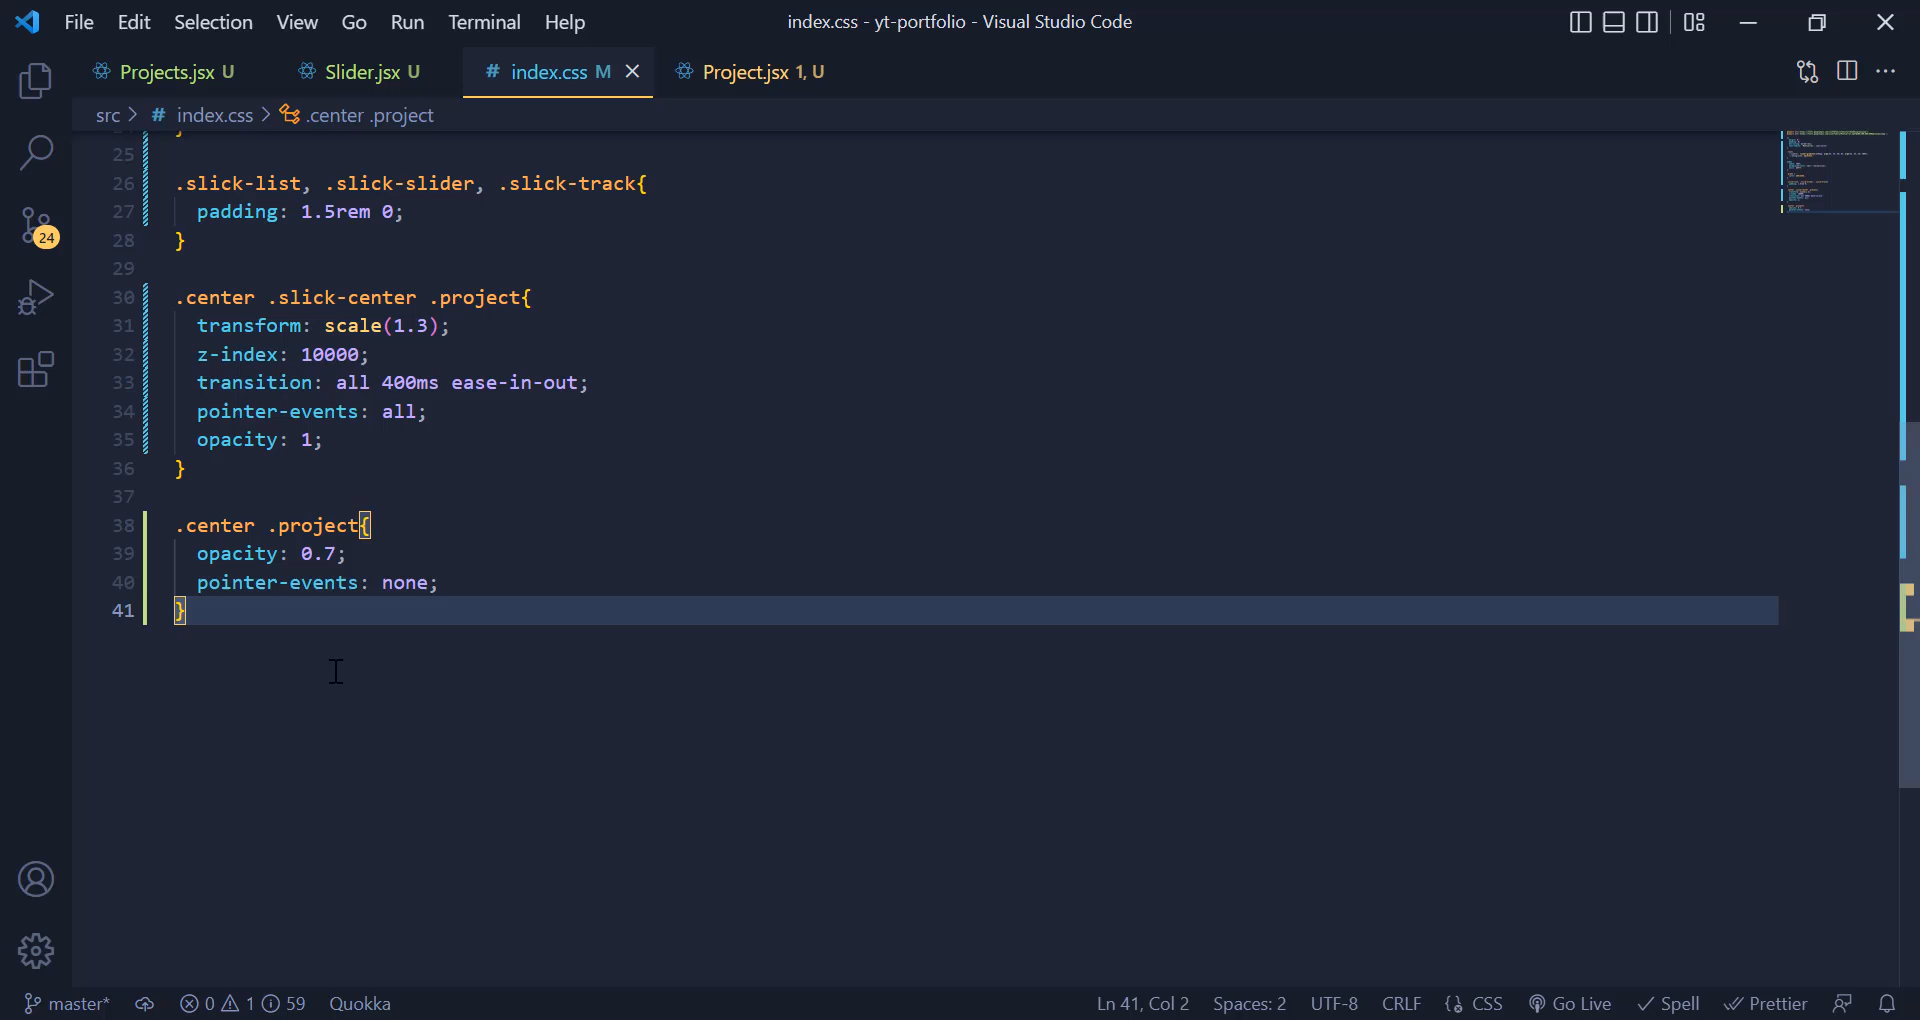 File Edit Selection View Go Run Terminal Help
index.css - yt-portfolio - Visual Studio Code
Projects.jsx U
Slider.jsx U
# index.css M
Project.jsx 1, U
src > # index.css > .center .project
25
26 .slick-list, .slick-slider, .slick-track{
27 padding: 1.5rem 0;
28 }
29
30 .center .slick-center .project{
31 transform: scale(1.3);
32 z-index: 10000;
33 transition: all 400ms ease-in-out;
34 pointer-events: all;
35 opacity: 1;
36 }
37
38 .center .project{
39 opacity: 0.7;
40 pointer-events: none;
41 }
24
master* 0 1 59 Quokka
Ln 41, Col 2 Spaces: 2 UTF-8 CRLF CSS Go Live Spell Prettier